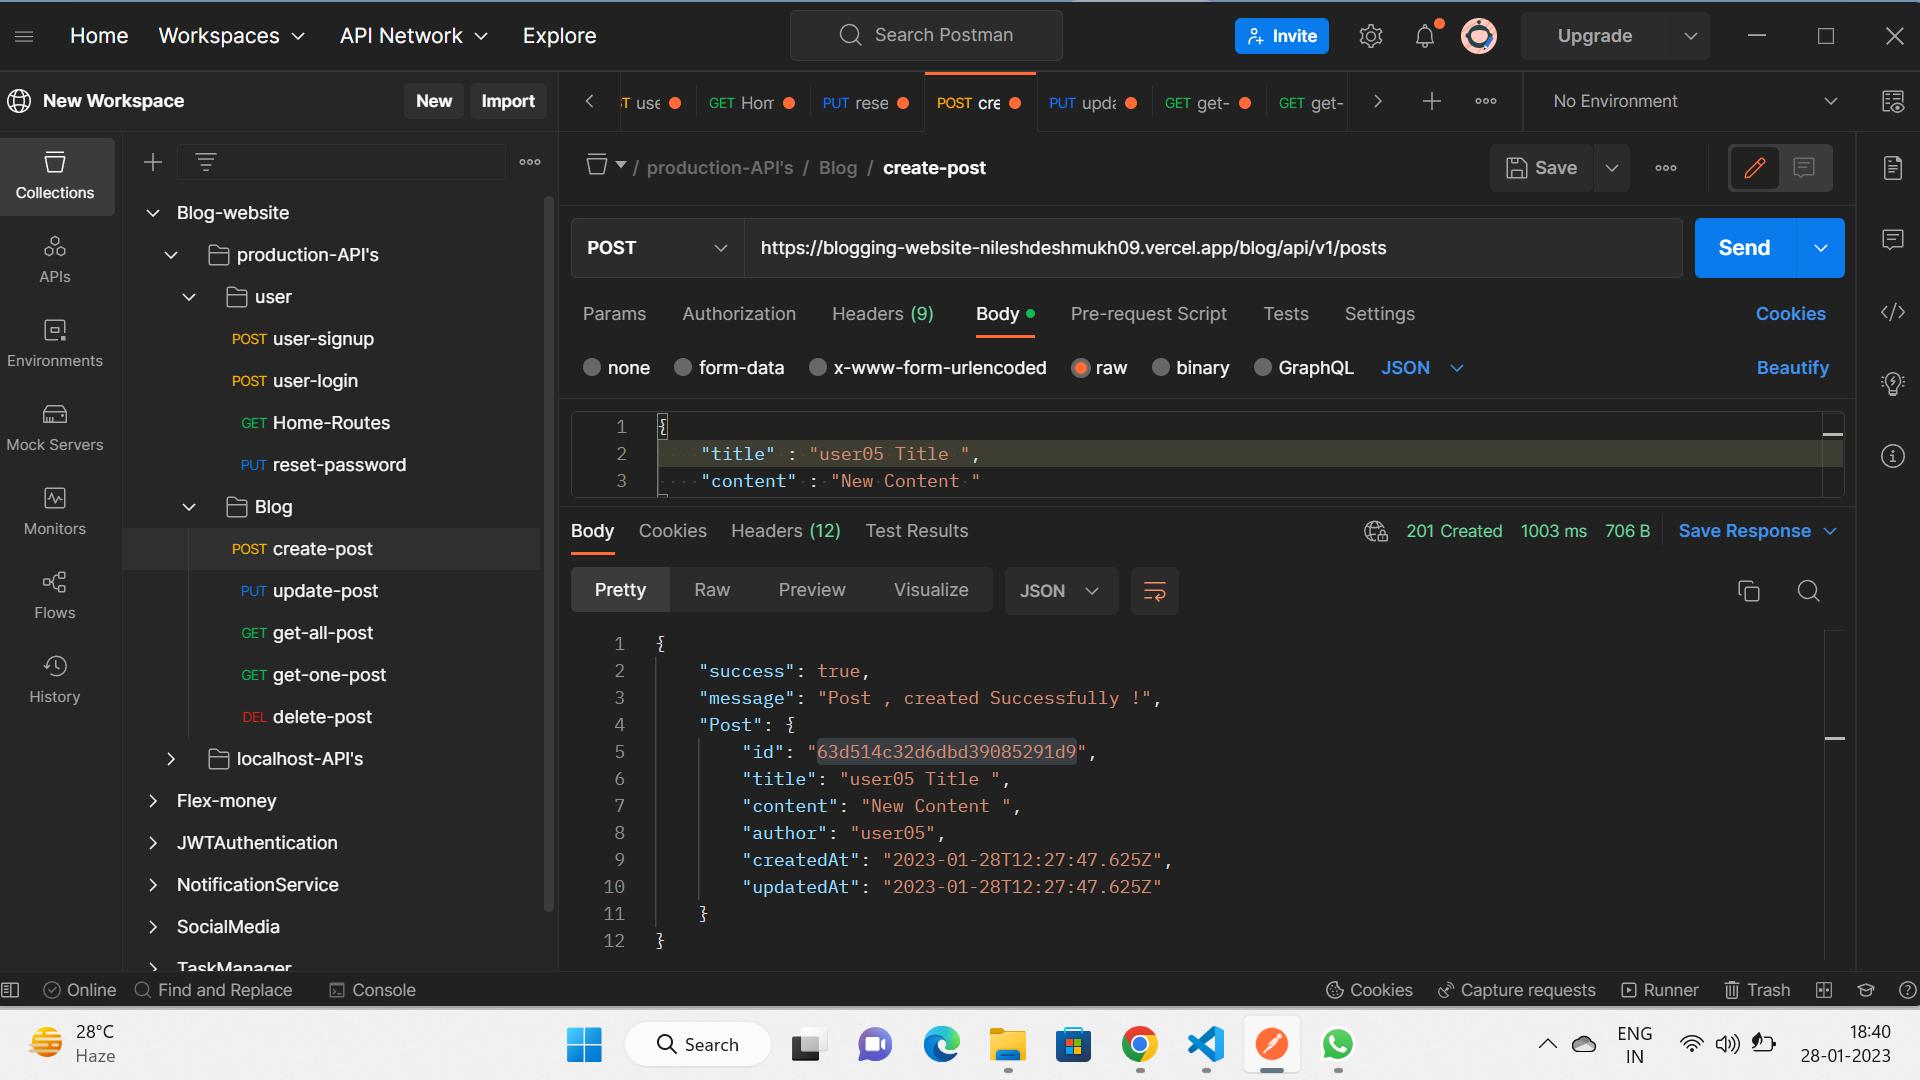 Home Workspaces API Network Explore Search Postman Invite Upgrade
New Workspace New Import
use GET Hom PUT rese POST cre PUT upda GET get- GET get- No Environment
production-API's / Blog / create-post Save
Collections
APIs
Environments
Mock Servers
Monitors
Flows
History
Blog-website
production-API's
user
POST user-signup
POST user-login
GET Home-Routes
PUT reset-password
Blog
POST create-post
PUT update-post
GET get-all-post
GET get-one-post
DEL delete-post
localhost-API's
Flex-money
JWTAuthentication
NotificationService
SocialMedia
TaskManager
POST https://blogging-website-nileshdeshmukh09.vercel.app/blog/api/v1/posts Send
Params Authorization Headers (9) Body Pre-request Script Tests Settings Cookies
none form-data x-www-form-urlencoded raw binary GraphQL JSON Beautify
1 {
2 "title" : "user05 Title ",
3 "content" : "New Content "
Body Cookies Headers (12) Test Results 201 Created 1003 ms 706 B Save Response
Pretty Raw Preview Visualize JSON
1 {
2 "success": true,
3 "message": "Post , created Successfully !",
4 "Post": {
5 "id": "63d514c32d6dbd39085291d9",
6 "title": "user05 Title ",
7 "content": "New Content ",
8 "author": "user05",
9 "createdAt": "2023-01-28T12:27:47.625Z",
10 "updatedAt": "2023-01-28T12:27:47.625Z"
11 }
12 }
Online Find and Replace Console Cookies Capture requests Runner Trash
28°C
Haze
Search
ENG
IN
18:40
28-01-2023